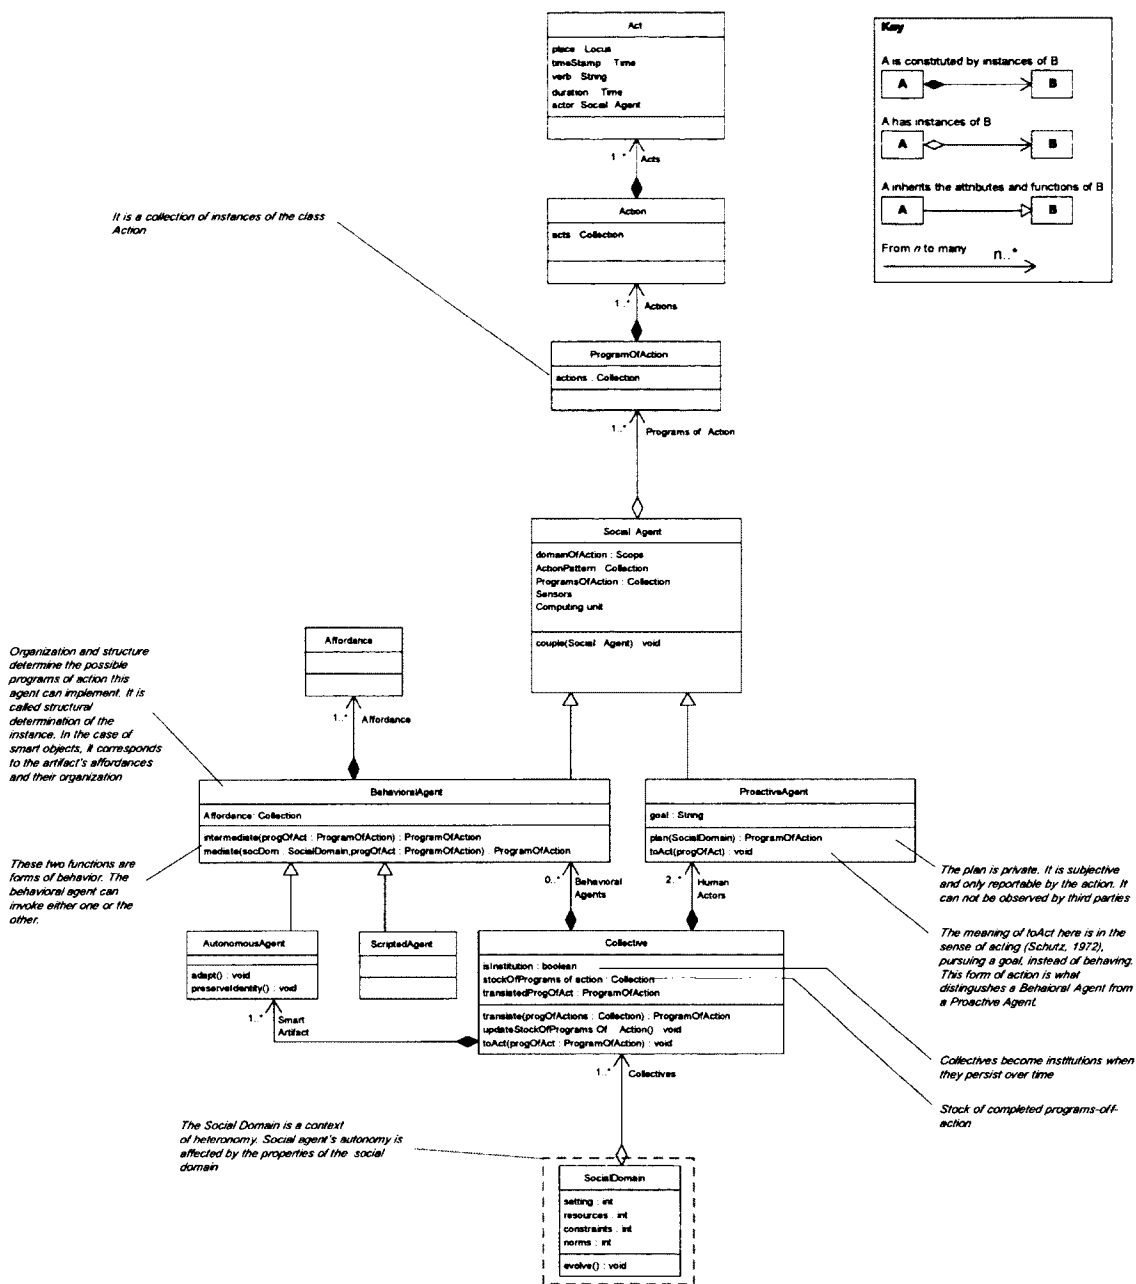 Act
place Locus
timeStamp Time
verb String
duration Time
actor Social Agent
Key
A is constituted by instances of B
A B
A has instances of B
A B
A inherits the attributes and functions of B
A B
From n to many n..*
1..* Acts
It is a collection of instances of the class
Action
Action
acts Collection
1..* Actions
ProgramOfAction
actions : Collection
1..* Programs of Action
Social Agent
domainOfAction : Scope
ActionPattern Collection
ProgramsOfAction : Collection
Sensors
Computing unit
couple(Social Agent) void
Affordance
1..* Affordance
Organization and structure
determine the possible
programs of action this
agent can implement. It is
called structural
determination of the
instance. In the case of
smart objects, it corresponds
to the artifact's affordances
and their organization
BehavioralAgent
Affordance: Collection
intermediate(progOfAct : ProgramOfAction) : ProgramOfAction
mediate(socDom : SocialDomain,progOfAct : ProgramOfAction) : ProgramOfAction
ProactiveAgent
goal : String
plan(SocialDomain) : ProgramOfAction
toAct(progOfAct) : void
These two functions are
forms of behavior. The
behavioral agent can
invoke either one or the
other.
0..* Behavioral
Agents
2..* Human
Actors
The plan is private. It is subjective
and only reportable by the action. It
can not be observed by third parties
The meaning of toAct here is in the
sense of acting (Schutz, 1972),
pursuing a goal, instead of behaving.
This form of action is what
distingushes a Behaioral Agent from
a Proactive Agent.
AutonomousAgent
adapt() : void
preserveIdentity() : void
ScriptedAgent
Collective
isInstitution : boolean
stockOfPrograms of action : Collection
translatedProgOfAct : ProgramOfAction
translate(progOfActions : Collection) : ProgramOfAction
updateStockOfPrograms Of Action() void
toAct(progOfAct : ProgramOfAction) : void
1..* Smart
Artifact
1..* Collectives
Collectives become institutions when
they persist over time
Stock of completed programs-off-
action
The Social Domain is a context
of heteronomy. Social agent's autonomy is
affected by the properties of the social
domain
SocialDomain
setting : int
resources : int
constraints : int
norms : int
evolve() : void